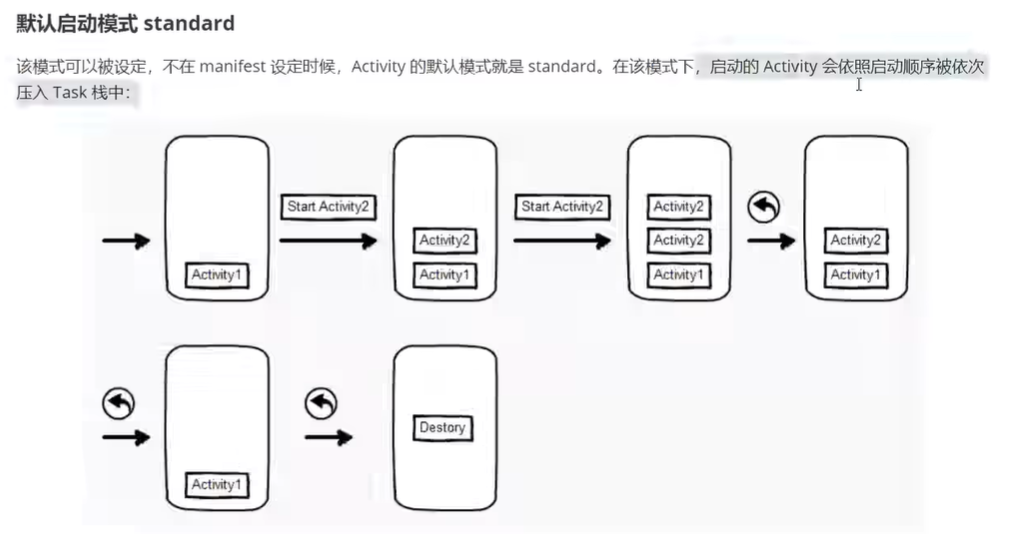 默认启动模式 standard
该模式可以被设定，不在 manifest 设定时候，Activity 的默认模式就是 standard。在该模式下，启动的 Activity 会依照启动顺序被依次
压入 Task 栈中：
Start Activity2
Start Activity2
Activity2
Activity2
Activity2
Activity2
Activity1
Activity1
Activity1
Activity1
Destory
Activity1